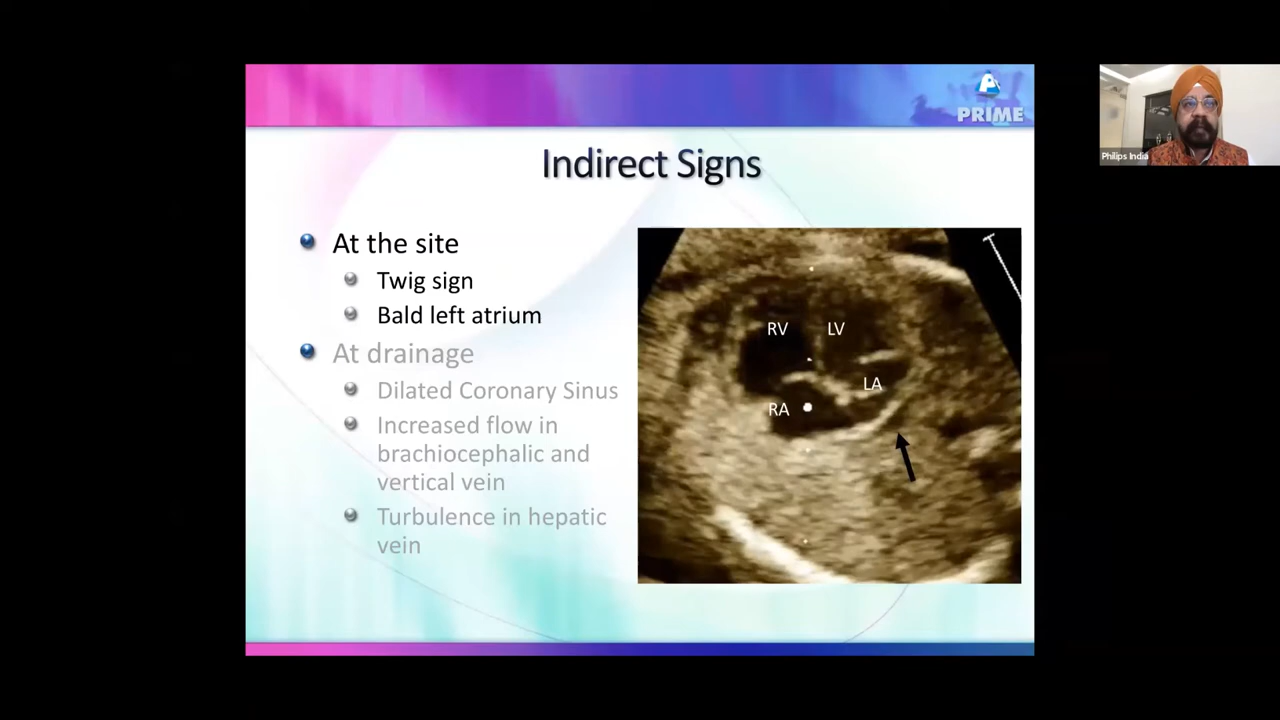 PRIME
Philips India
Indirect Signs
At the site
Twig sign
Bald left atrium
At drainage
Dilated Coronary Sinus
Increased flow in
brachiocephalic and
vertical vein
Turbulence in hepatic
vein
RV LV
LA
RA